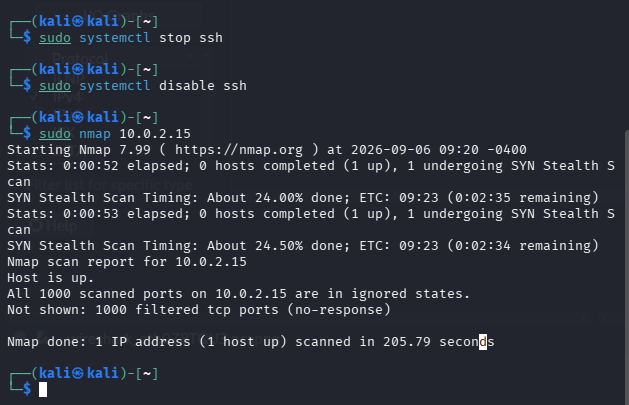 ┌──(kali㉿kali)-[~]
└─$ sudo systemctl stop ssh
┌──(kali㉿kali)-[~]
└─$ sudo systemctl disable ssh
┌──(kali㉿kali)-[~]
└─$ sudo nmap 10.0.2.15
Starting Nmap 7.99 ( https://nmap.org ) at 2026-09-06 09:20 -0400
Stats: 0:00:52 elapsed; 0 hosts completed (1 up), 1 undergoing SYN Stealth S
can
SYN Stealth Scan Timing: About 24.00% done; ETC: 09:23 (0:02:35 remaining)
Stats: 0:00:53 elapsed; 0 hosts completed (1 up), 1 undergoing SYN Stealth S
can
SYN Stealth Scan Timing: About 24.50% done; ETC: 09:23 (0:02:34 remaining)
Nmap scan report for 10.0.2.15
Host is up.
All 1000 scanned ports on 10.0.2.15 are in ignored states.
Not shown: 1000 filtered tcp ports (no-response)
Nmap done: 1 IP address (1 host up) scanned in 205.79 seconds
┌──(kali㉿kali)-[~]
└─$